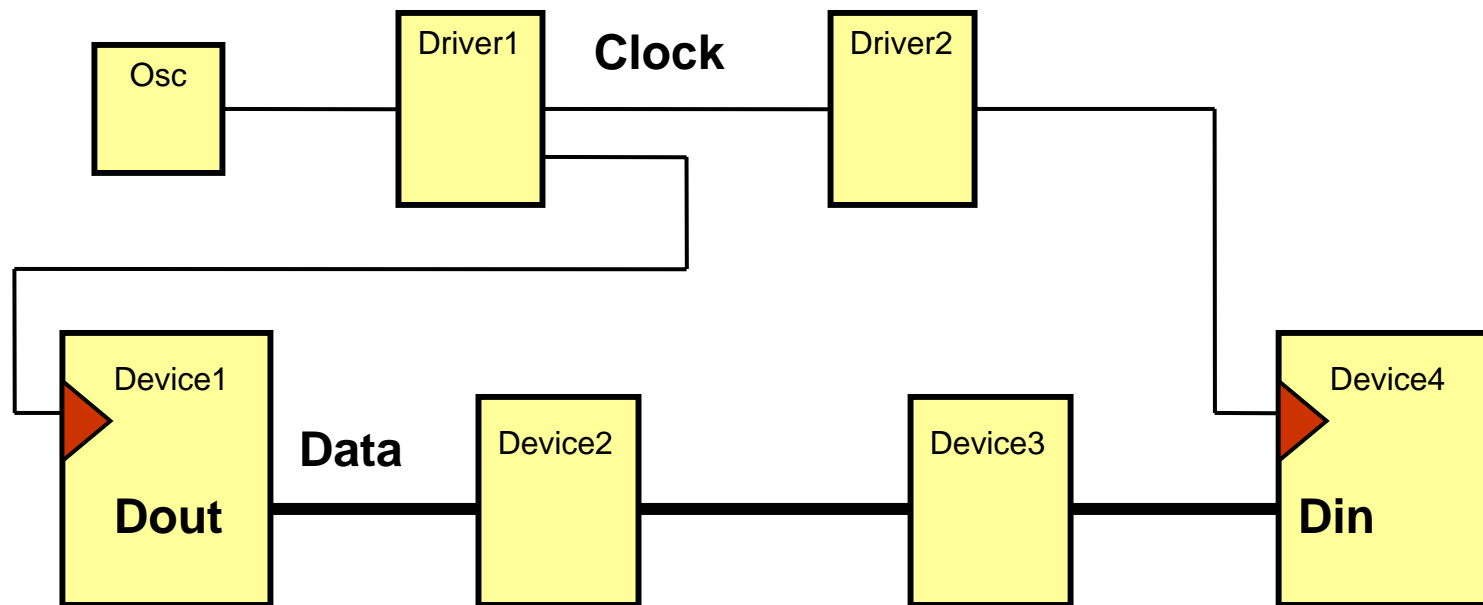 Osc
Driver1
Clock
Driver2
Device1
Data
Device2
Device3
Device4
Dout
Din